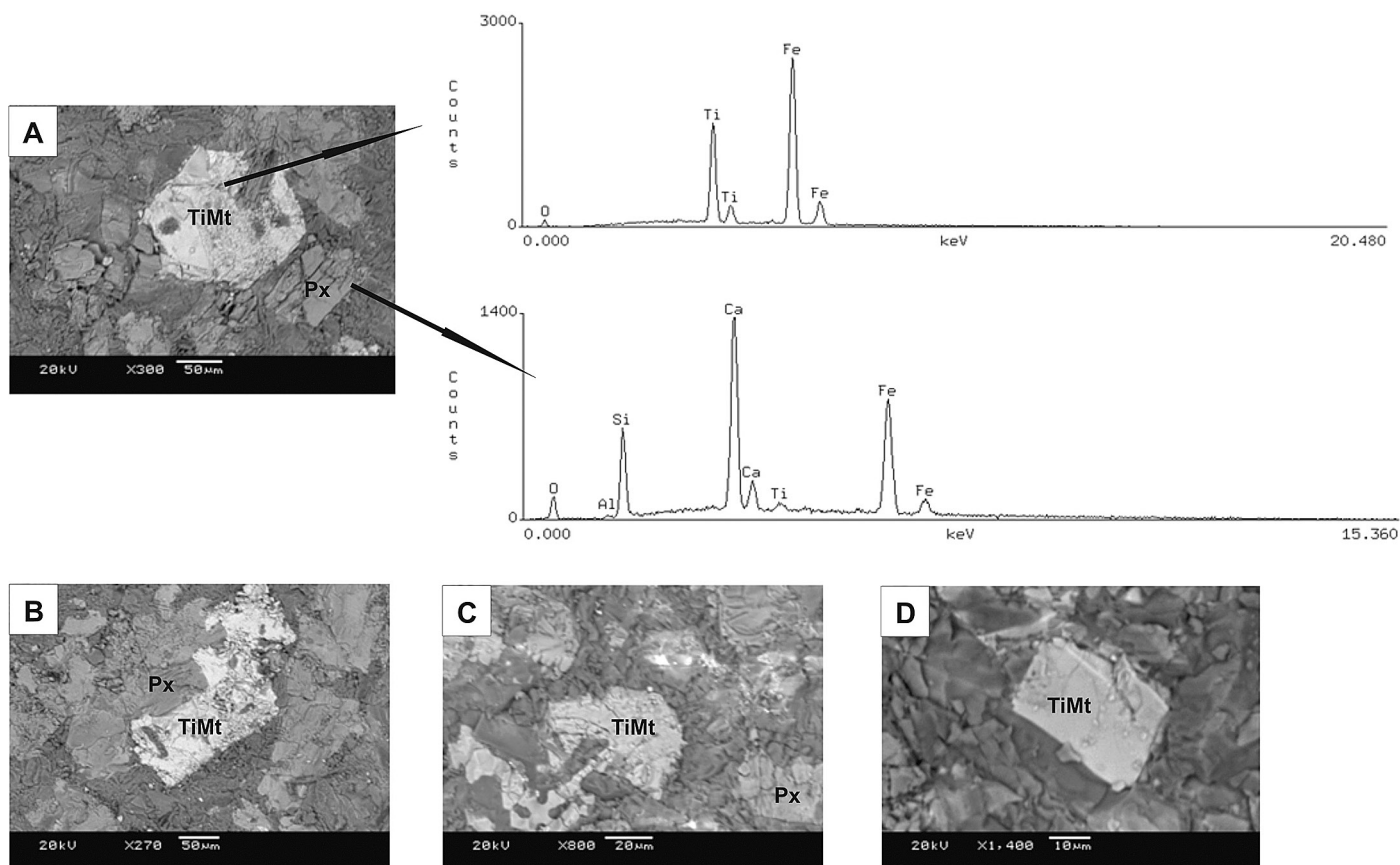 A
TiMt
Px
20kV X300 50µm
3000
Counts
0
O
Ti
Ti
Fe
Fe
0.000 keV 20.480
1400
Counts
0
O
Al
Si
Ca
Ca
Ti
Fe
Fe
0.000 keV 15.360
B
Px
TiMt
20kV X270 50µm
C
TiMt
Px
20kV X800 20µm
D
TiMt
20kV X1,400 10µm